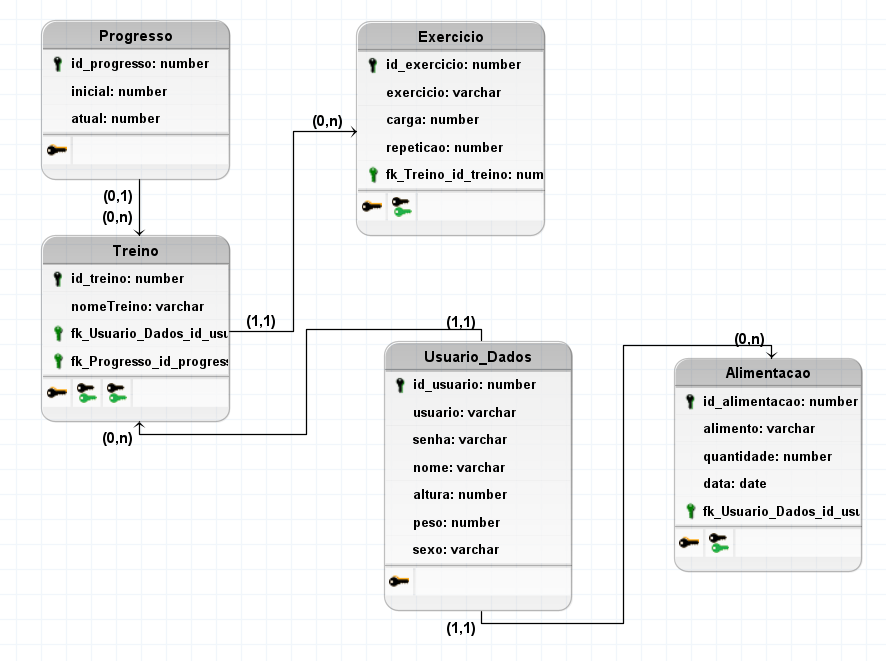 Progresso
id_progresso: number
inicial: number
atual: number
(0,1)
(0,n)
Exercicio
id_exercicio: number
exercicio: varchar
carga: number
repeticao: number
fk_Treino_id_treino: num
(0,n)
Treino
id_treino: number
nomeTreino: varchar
fk_Usuario_Dados_id_usu
fk_Progresso_id_progress
(1,1)
(0,n)
(1,1)
Usuario_Dados
id_usuario: number
usuario: varchar
senha: varchar
nome: varchar
altura: number
peso: number
sexo: varchar
(1,1)
(0,n)
Alimentacao
id_alimentacao: number
alimento: varchar
quantidade: number
data: date
fk_Usuario_Dados_id_usu